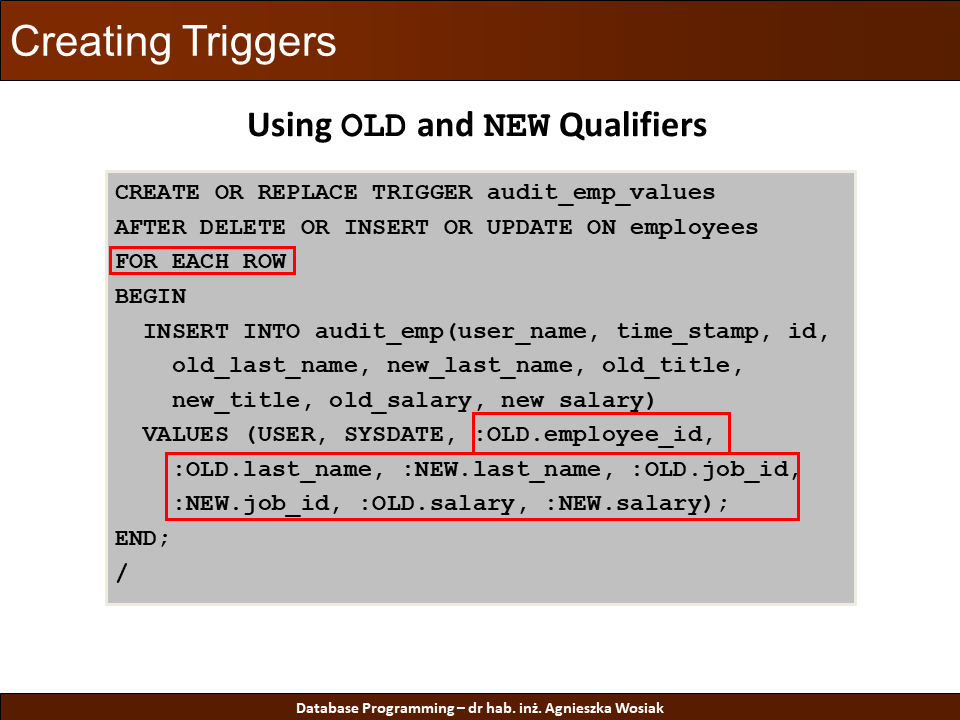 Creating Triggers
Using OLD and NEW Qualifiers
CREATE OR REPLACE TRIGGER audit_emp_values
AFTER DELETE OR INSERT OR UPDATE ON employees
FOR EACH ROW
BEGIN
INSERT INTO audit_emp(user_name, time_stamp, id,
old_last_name, new_last_name, old_title,
new_title, old_salary, new_salary)
VALUES (USER, SYSDATE, :OLD.employee_id,
:OLD.last_name, :NEW.last_name, :OLD.job_id,
:NEW.job_id, :OLD.salary, :NEW.salary);
END;
/
Database Programming – dr hab. inż. Agnieszka Wosiak